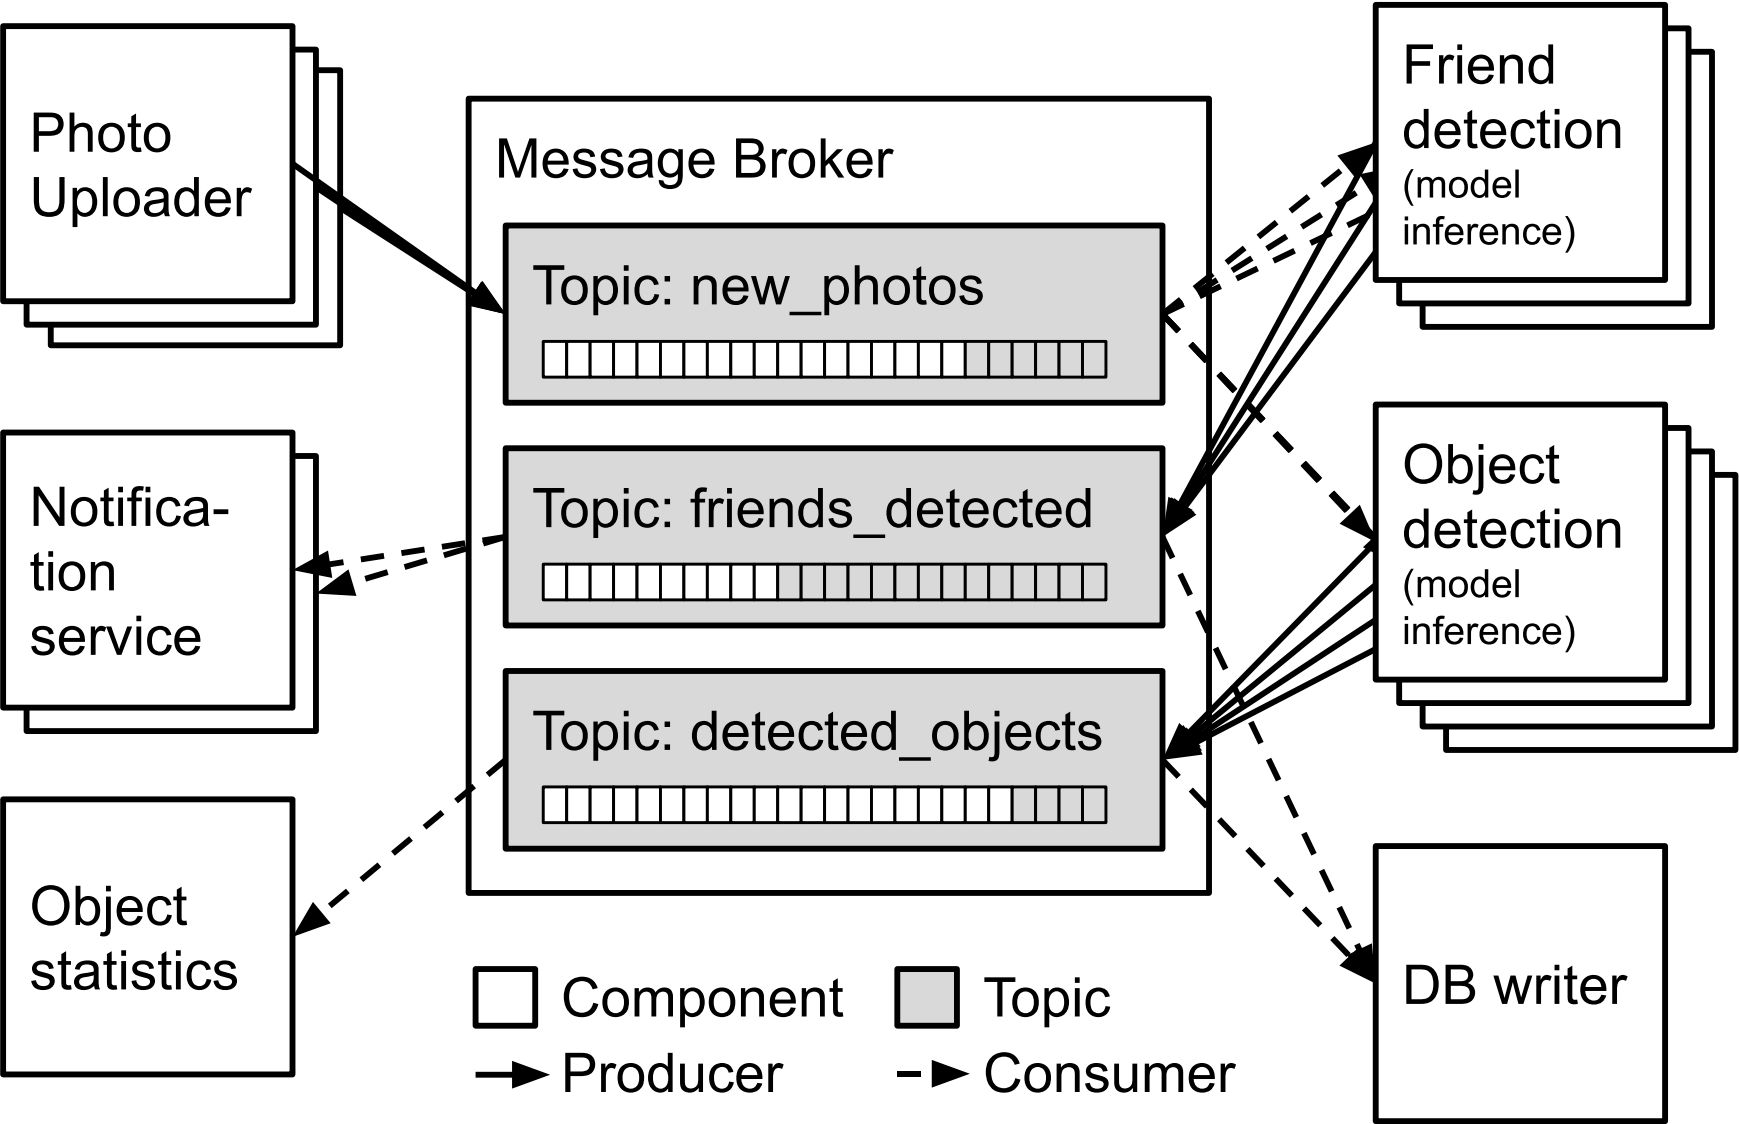 Photo
Uploader
Notifica-
tion
service
Object
statistics
Message Broker
Topic: new_photos
Topic: friends_detected
Topic: detected_objects
Friend
detection
(model
inference)
Object
detection
(model
inference)
DB writer
Component
Topic
Producer
Consumer